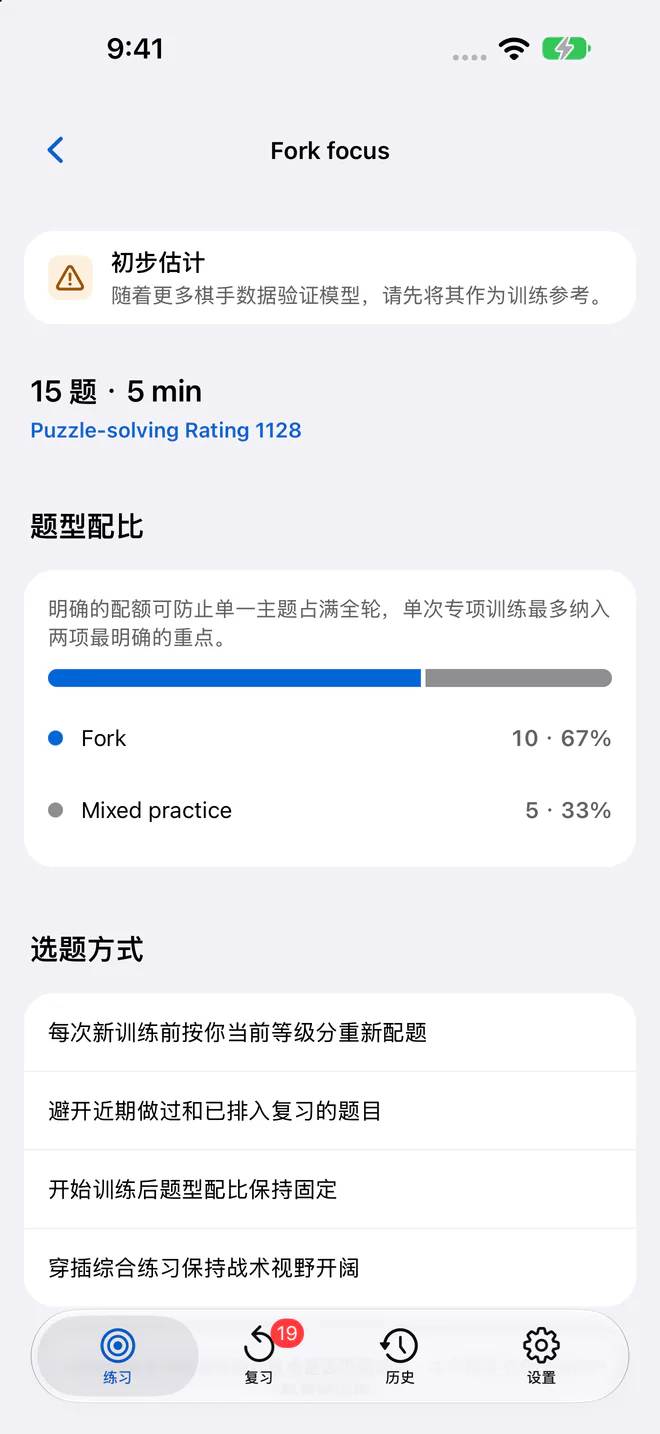 9:41
Fork focus
初步估计
随着更多棋手数据验证模型，请先将其作为训练参考。
15 题 · 5 min
Puzzle-solving Rating 1128
题型配比
明确的配额可防止单一主题占满全轮，单次专项训练最多纳入
两项最明确的重点。
Fork 10 · 67%
Mixed practice 5 · 33%
选题方式
每次新训练前按你当前等级分重新配题
避开近期做过和已排入复习的题目
开始训练后题型配比保持固定
穿插综合练习保持战术视野开阔
19
练习 复习 历史 设置